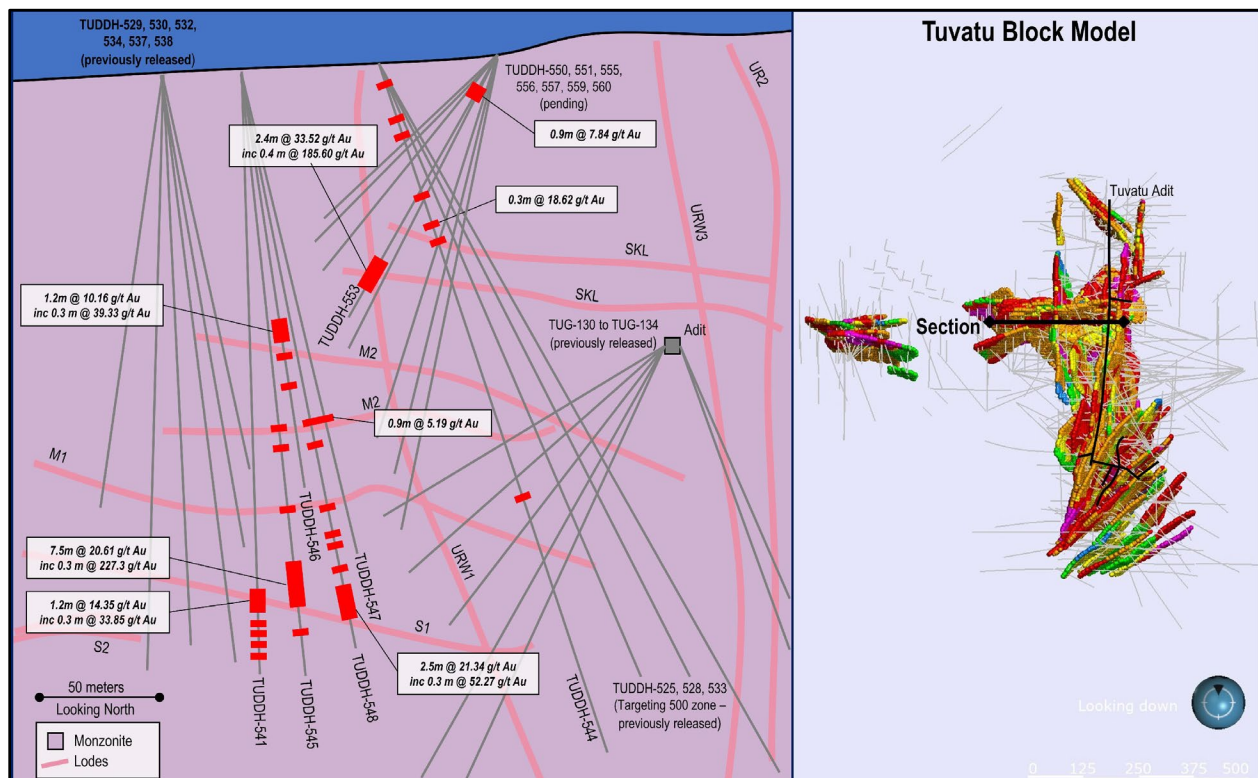 TUDDH-529, 530, 532,
534, 537, 538
(previously released)
TUDDH-550, 551, 555,
556, 557, 559, 560
(pending)
2.4m @ 33.52 g/t Au
inc 0.4 m @ 185.60 g/t Au
0.9m @ 7.84 g/t Au
0.3m @ 18.62 g/t Au
UR2
URW3
SKL
SKL
TUDDH-553
1.2m @ 10.16 g/t Au
inc 0.3 m @ 39.33 g/t Au
TUG-130 to TUG-134
(previously released)
Adit
M2
M2
0.9m @ 5.19 g/t Au
M1
TUDDH-546
TUDDH-547
URW1
7.5m @ 20.61 g/t Au
inc 0.3 m @ 227.3 g/t Au
1.2m @ 14.35 g/t Au
inc 0.3 m @ 33.85 g/t Au
S1
S2
2.5m @ 21.34 g/t Au
inc 0.3 m @ 52.27 g/t Au
TUDDH-541
TUDDH-545
TUDDH-548
TUDDH-544
TUDDH-525, 528, 533
(Targeting 500 zone –
previously released)
50 meters
Looking North
Monzonite
Lodes
Tuvatu Block Model
Tuvatu Adit
Section
Looking down
0 125 250 375 500